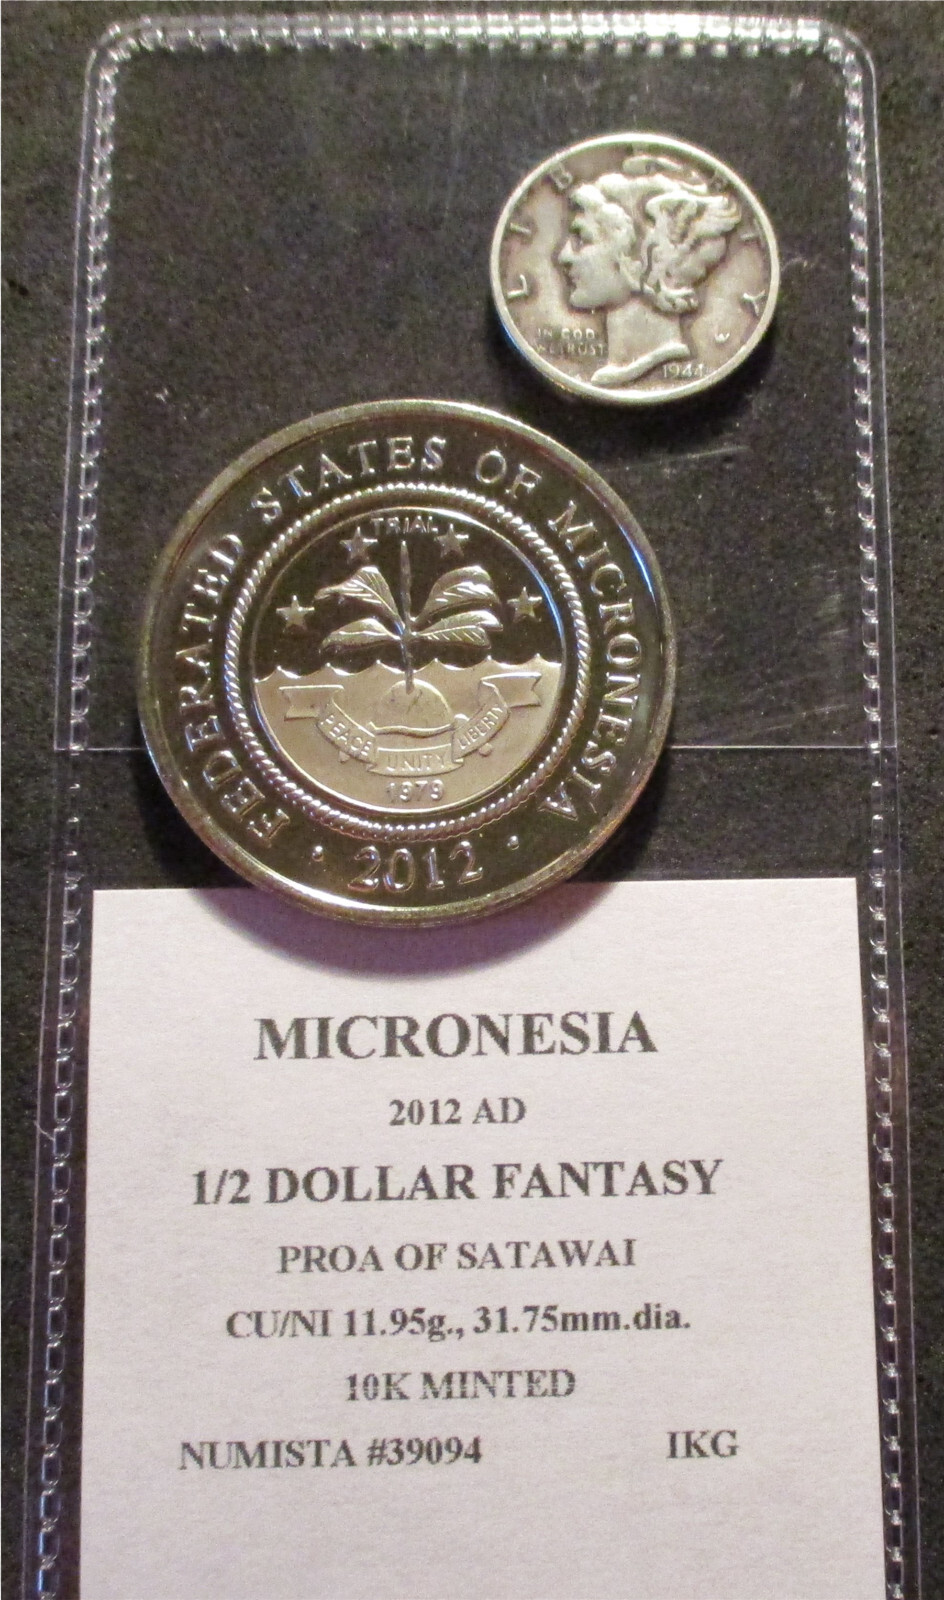 LIBERTY
IN GOD
WE TRUST
1944
W
FEDERATED STATES OF MICRONESIA
TRIAL
PEACE UNITY LIBERTY
1979
· 2012 ·
MICRONESIA
2012 AD
1/2 DOLLAR FANTASY
PROA OF SATAWAI
CU/NI 11.95g., 31.75mm.dia.
10K MINTED
NUMISTA #39094 IKG